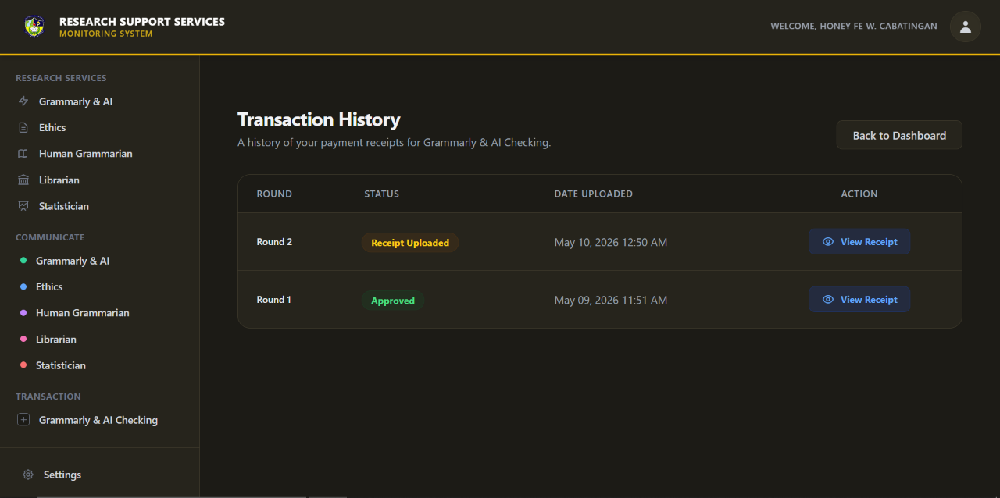 RESEARCH SUPPORT SERVICES
MONITORING SYSTEM
WELCOME, HONEY FE W. CABATINGAN
RESEARCH SERVICES
Grammarly & AI
Ethics
Human Grammarian
Librarian
Statistician
COMMUNICATE
Grammarly & AI
Ethics
Human Grammarian
Librarian
Statistician
TRANSACTION
Grammarly & AI Checking
Settings
Transaction History
A history of your payment receipts for Grammarly & AI Checking.
Back to Dashboard
ROUND STATUS DATE UPLOADED ACTION
Round 2 Receipt Uploaded May 10, 2026 12:50 AM View Receipt
Round 1 Approved May 09, 2026 11:51 AM View Receipt